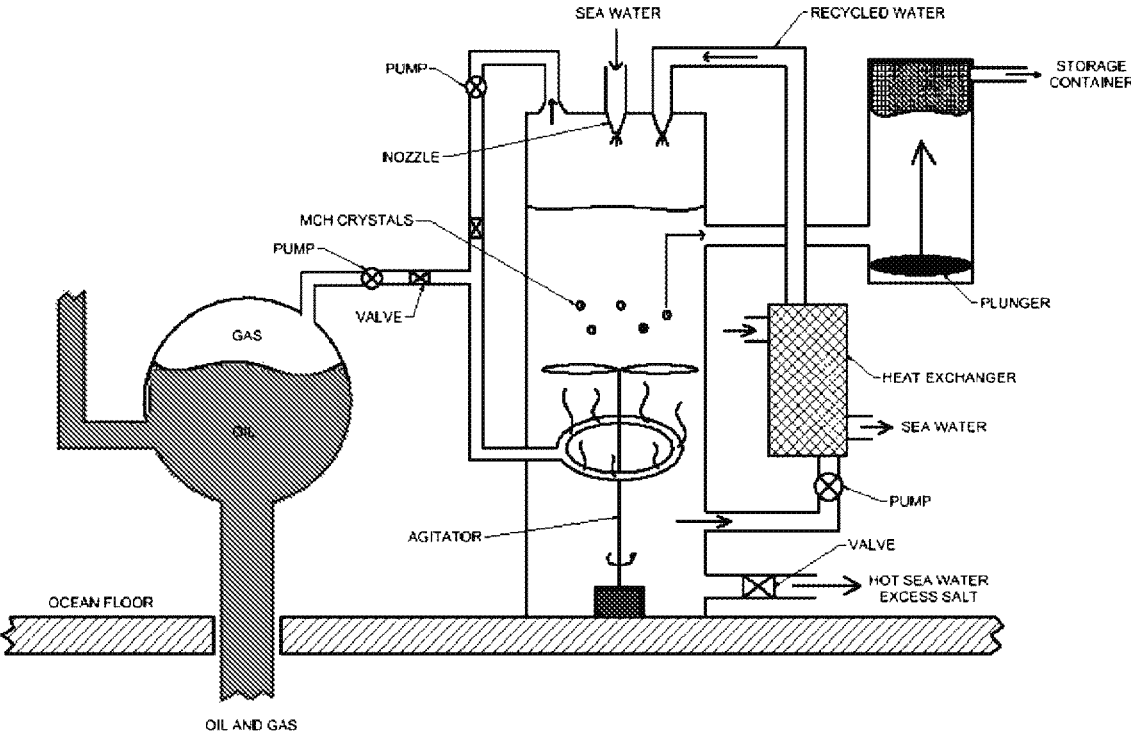 SEA WATER
RECYCLED WATER
PUMP
STORAGE
CONTAINER
NOZZLE
MCH CRYSTALS
PUMP
VALVE
PLUNGER
GAS
HEAT EXCHANGER
OIL
SEA WATER
PUMP
AGITATOR
VALVE
HOT SEA WATER
EXCESS SALT
OCEAN FLOOR
OIL AND GAS